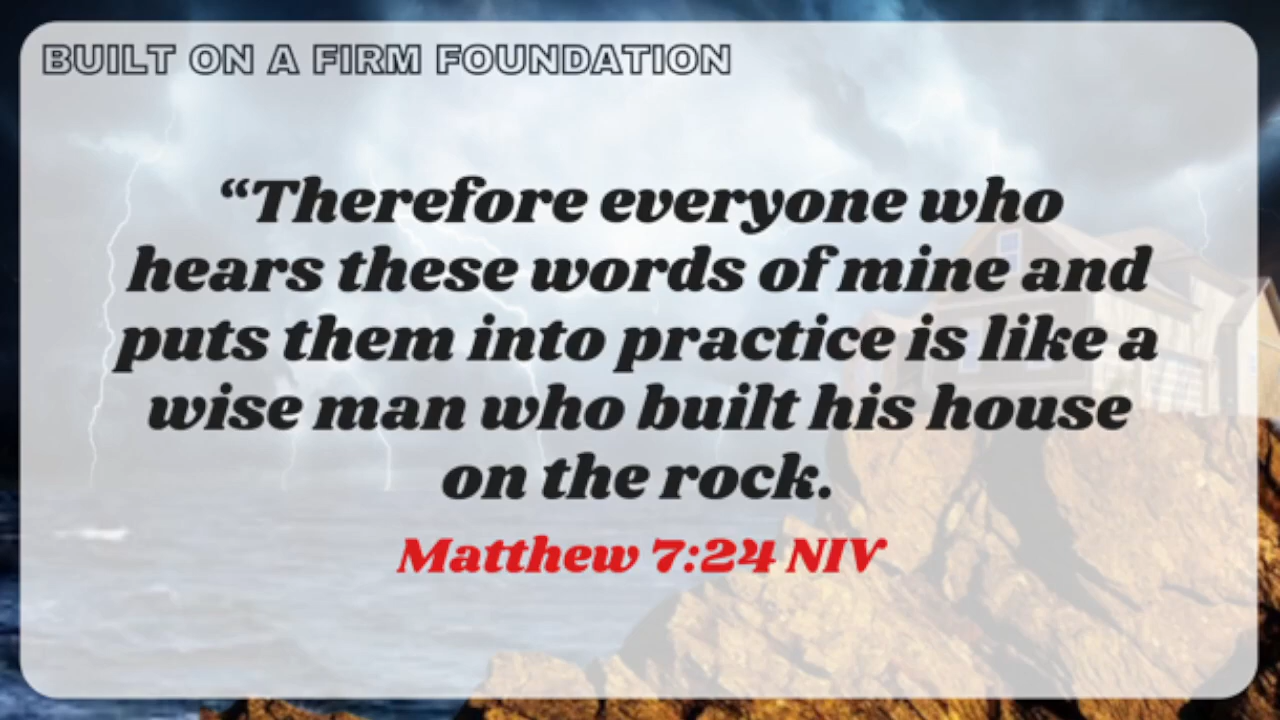 BUILT ON A FIRM FOUNDATION
“Therefore everyone who
hears these words of mine and
puts them into practice is like a
wise man who built his house
on the rock.
Matthew 7:24 NIV